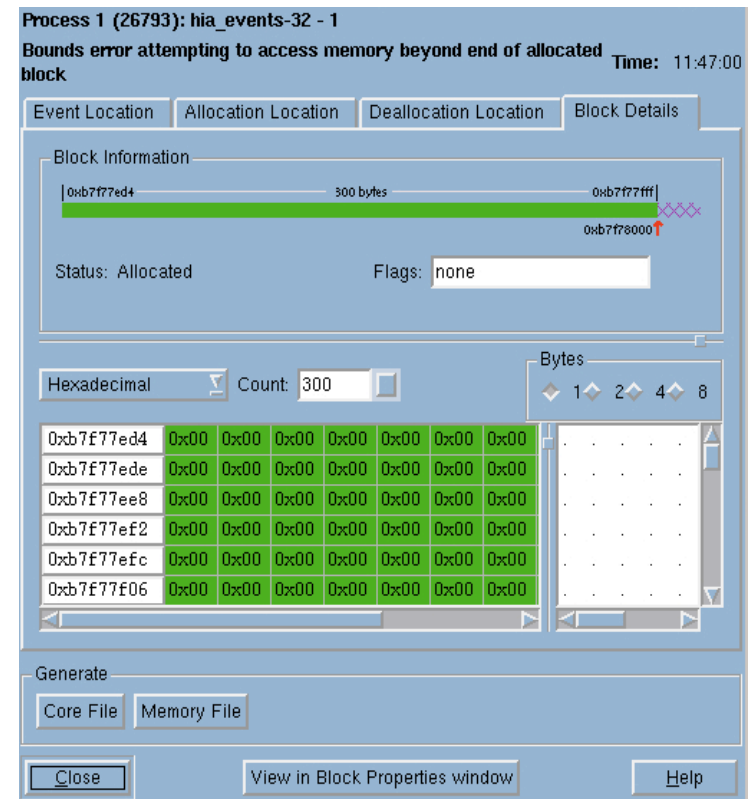 Process 1 (26793): hia_events-32 - 1
Bounds error attempting to access memory beyond end of allocated
block
Time: 11:47:00
Event Location Allocation Location Deallocation Location Block Details
Block Information
0xb7f77ed4 300 bytes 0xb7f77fff
0xb7f78000
Status: Allocated Flags: none
Bytes
Hexadecimal Count: 300 1 2 4 8
0xb7f77ed4 0x00 0x00 0x00 0x00 0x00 0x00 0x00 . . . . .
0xb7f77ede 0x00 0x00 0x00 0x00 0x00 0x00 0x00 . . . . .
0xb7f77ee8 0x00 0x00 0x00 0x00 0x00 0x00 0x00 . . . . .
0xb7f77ef2 0x00 0x00 0x00 0x00 0x00 0x00 0x00 . . . . .
0xb7f77efc 0x00 0x00 0x00 0x00 0x00 0x00 0x00 . . . . .
0xb7f77f06 0x00 0x00 0x00 0x00 0x00 0x00 0x00 . . . . .
Generate
Core File Memory File
Close View in Block Properties window Help